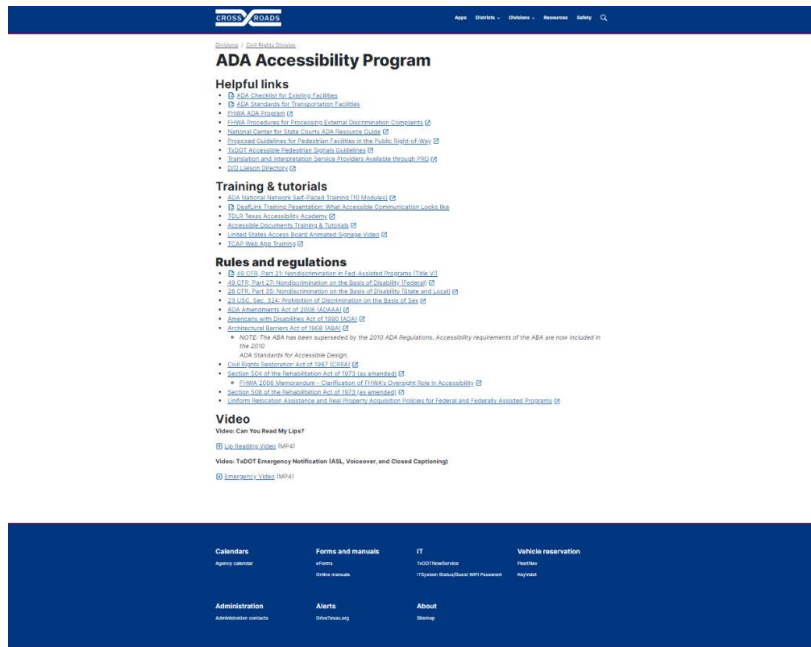 CROSS ROADS
Apps Districts Divisions Resources Safety
Divisions / Civil Rights Division
ADA Accessibility Program
Helpful links
ADA Checklist for Existing Facilities
ADA Standards for Transportation Facilities
FHWA ADA Program
FHWA Procedures for Processing External Discrimination Complaints
National Center for State Courts ADA Resource Guide
Proposed Guidelines for Pedestrian Facilities in the Public Right-of-Way
TxDOT Accessible Pedestrian Signals Guidelines
Translation and Interpretation Service Providers Available through PRO
D/D Liaison Directory
Training & tutorials
ADA National Network Self-Paced Training (10 Modules)
DeafLink Training Pesentation: What Accessible Communication Looks like
TDLR Texas Accessibility Academy
Accessible Documents Training & Tutorials
United States Access Board Animated Signage Video
TCAP Web App Training
Rules and regulations
49 CFR, Part 21: Nondiscrimination in Fed-Assisted Programs (Title VI)
49 CFR, Part 27: Nondiscrimination on the Basis of Disability (Federal)
28 CFR, Part 35: Nondiscrimination on the Basis of Disability (State and Local)
23 USC, Sec. 324: Prohibition of Discrimination on the Basis of Sex
ADA Amendments Act of 2008 (ADAAA)
Americans with Disabilities Act of 1990 (ADA)
Architectural Barriers Act of 1968 (ABA)
NOTE: The ABA has been superseded by the 2010 ADA Regulations. Accessibility requirements of the ABA are now included in
the 2010
ADA Standards for Accessible Design.
Civil Rights Restoration Act of 1987 (CRRA)
Section 504 of the Rehabilitation Act of 1973 (as amended)
FHWA 2006 Memorandum - Clarification of FHWA's Oversight Role in Accessibility
Section 508 of the Rehabilitation Act of 1973 (as amended)
Uniform Relocation Assistance and Real Property Acquisition Policies for Federal and Federally Assisted Programs
Video
Video: Can You Read My Lips?
Lip Reading Video (MP4)
Video: TxDOT Emergency Notification (ASL, Voiceover, and Closed Captioning)
Emergency Video (MP4)
Calendars Forms and manuals IT Vehicle reservation
Agency calendar eForms TxDOTNowService FleetNav
Online manuals ITSystem Status/Guest WIFI Password KeyValet
Administration Alerts About
Administration contacts DriveTexas.org Sitemap